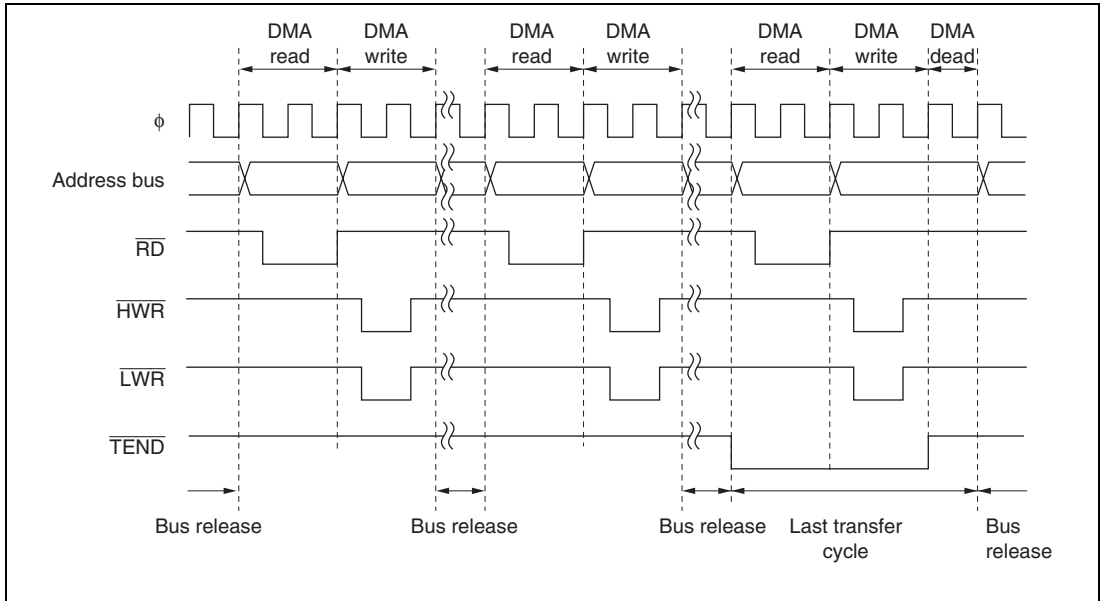 DMA read
DMA write
DMA read
DMA write
DMA read
DMA write
DMA dead
φ
Address bus
RD
HWR
LWR
TEND
Bus release
Bus release
Bus release
Last transfer cycle
Bus release